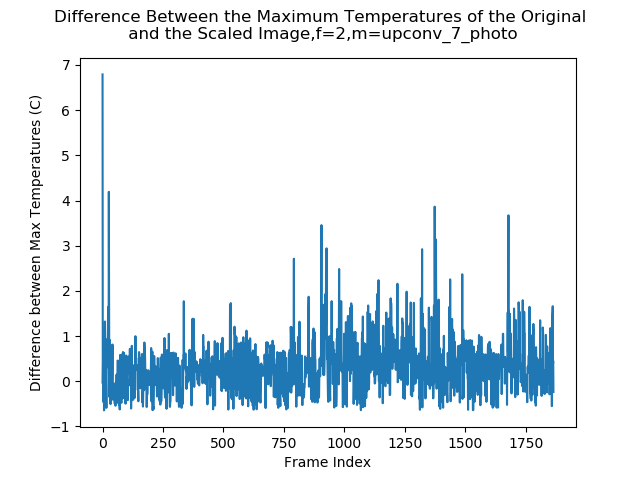 Difference Between the Maximum Temperatures of the Original
and the Scaled Image,f=2,m=upconv_7_photo
7
6
5
4
3
2
1
0
−1
Difference between Max Temperatures (C)
0 250 500 750 1000 1250 1500 1750
Frame Index